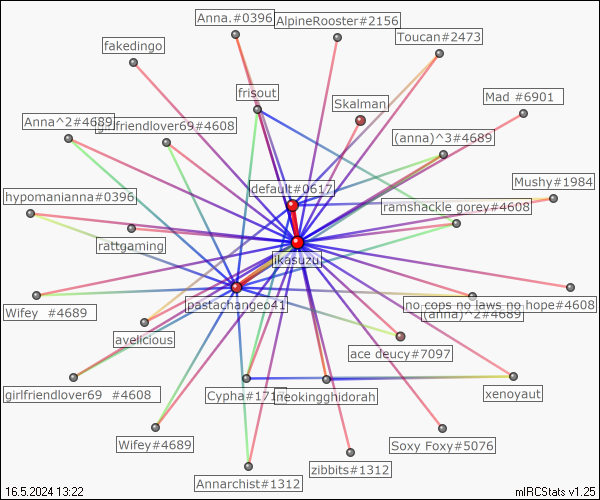 Anna.#0396
AlpineRooster#2156
Toucan#2473
fakedingo
frisout
Skalman
Mad #6901
Anna^2#4689
girlfriendlover69#4608
(anna)^3#4689
default#0617
Mushy#1984
hypomanianna#0396
ramshackle gorey#4608
rattgaming
ikasuzu
Wifey  #4689
pastachangeo41
no cops no laws no hope#4608
(anna)^2#4689
avelicious
ace deucy#7097
girlfriendlover69  #4608
Cypha#171
neokingghidorah
xenoyaut
Wifey#4689
Soxy Foxy#5076
Annarchist#1312
zibbits#1312
16.5.2024 13:22
mIRCStats v1.25